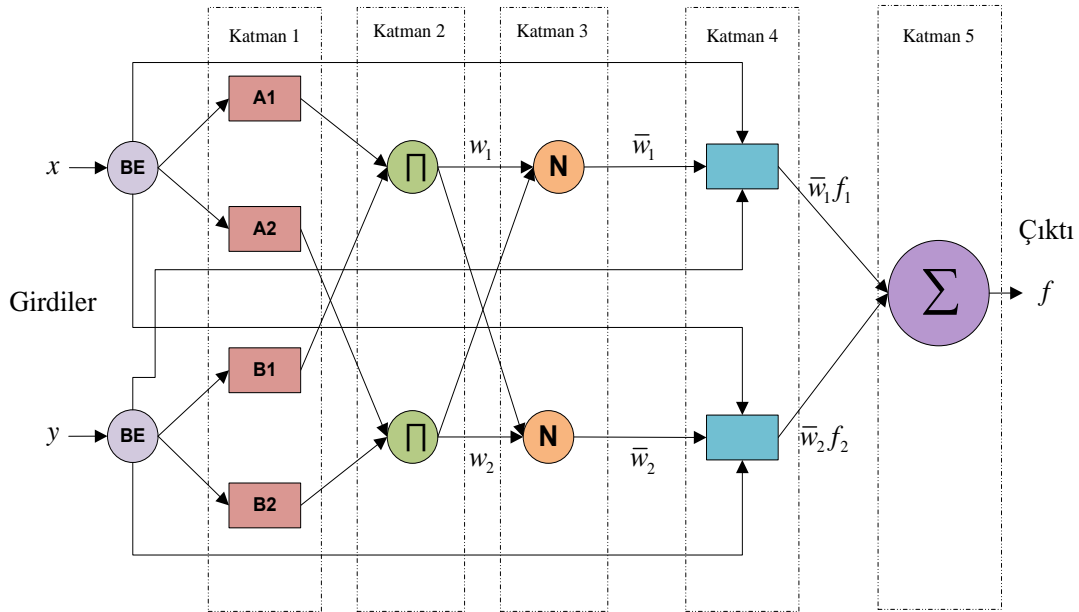 Katman 1
Katman 2
Katman 3
Katman 4
Katman 5
A1
x
BE
A2
∏
w₁
N
w̅₁
w̅₁f₁
Girdiler
Çıktı
∑
f
B1
y
BE
B2
∏
w₂
N
w̅₂
w̅₂f₂